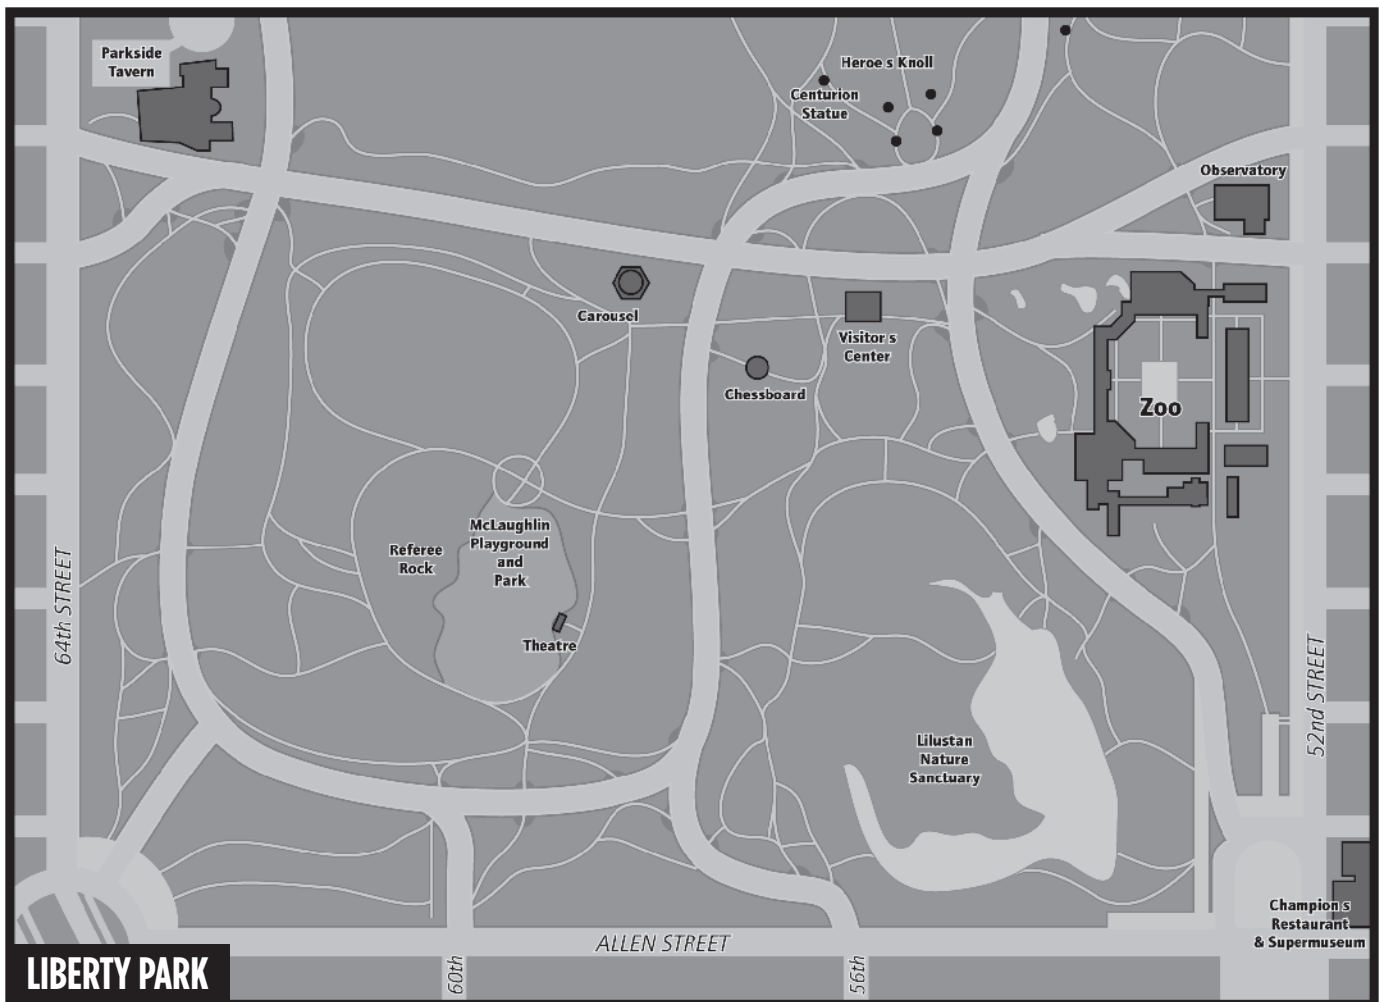 Parkside
Tavern
Heroe s Knoll
Centurion
Statue
Observatory
Carousel
Visitor s
Center
Chessboard
Zoo
McLaughlin
Playground
and
Park
Referee
Rock
Theatre
64th STREET
52nd STREET
Lilustan
Nature
Sanctuary
Champion s
Restaurant
& Supermuseum
ALLEN STREET
LIBERTY PARK
60th
56th